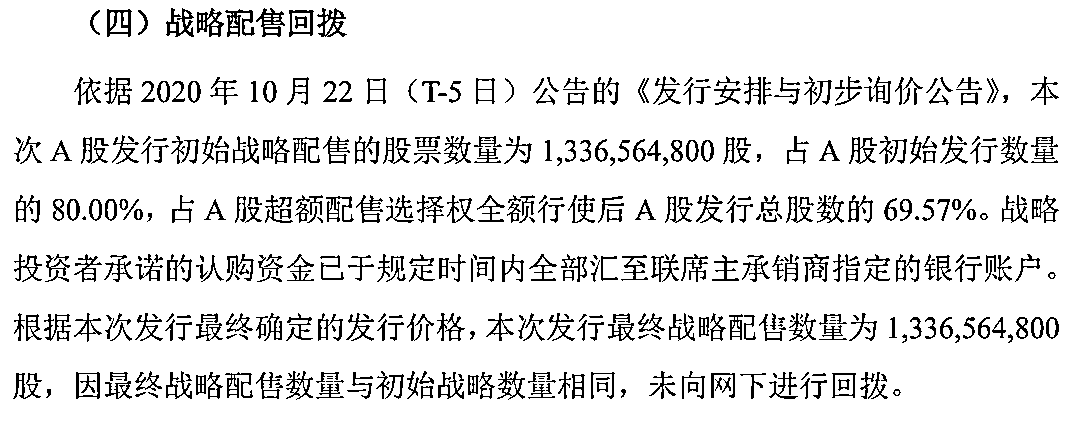 （四）战略配售回拨
依据 2020 年 10 月 22 日（T-5 日）公告的《发行安排与初步询价公告》，本
次 A 股发行初始战略配售的股票数量为 1,336,564,800 股，占 A 股初始发行数量
的 80.00%，占 A 股超额配售选择权全额行使后 A 股发行总股数的 69.57%。战略
投资者承诺的认购资金已于规定时间内全部汇至联席主承销商指定的银行账户。
根据本次发行最终确定的发行价格，本次发行最终战略配售数量为 1,336,564,800
股，因最终战略配售数量与初始战略数量相同，未向网下进行回拨。